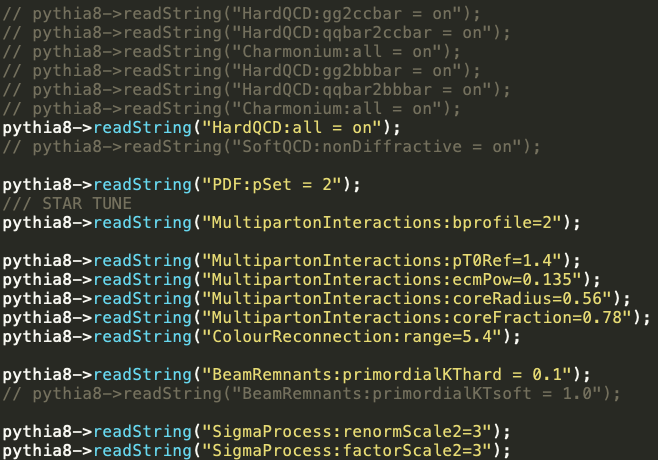 // pythia8->readString("HardQCD:gg2ccbar = on");
// pythia8->readString("HardQCD:qqbar2ccbar = on");
// pythia8->readString("Charmonium:all = on");
// pythia8->readString("HardQCD:gg2bbbar = on");
// pythia8->readString("HardQCD:qqbar2bbbar = on");
// pythia8->readString("Charmonium:all = on");
pythia8->readString("HardQCD:all = on");
// pythia8->readString("SoftQCD:nonDiffractive = on");
pythia8->readString("PDF:pSet = 2");
/// STAR TUNE
pythia8->readString("MultipartonInteractions:bprofile=2");
pythia8->readString("MultipartonInteractions:pT0Ref=1.4");
pythia8->readString("MultipartonInteractions:ecmPow=0.135");
pythia8->readString("MultipartonInteractions:coreRadius=0.56");
pythia8->readString("MultipartonInteractions:coreFraction=0.78");
pythia8->readString("ColourReconnection:range=5.4");
pythia8->readString("BeamRemnants:primordialKThard = 0.1");
// pythia8->readString("BeamRemnants:primordialKTsoft = 1.0");
pythia8->readString("SigmaProcess:renormScale2=3");
pythia8->readString("SigmaProcess:factorScale2=3");